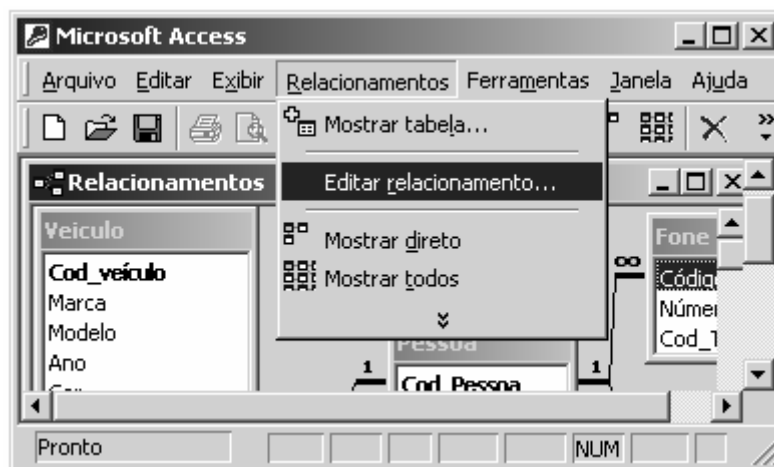 Microsoft Access
Arquivo Editar Exibir Relacionamentos Ferramentas Janela Ajuda
Mostrar tabela...
Relacionamentos
Editar relacionamento...
Veiculo
Mostrar direto
Fone
Cod_veículo
Mostrar todos
∞
Marca
Modelo
Ano
1
1
Cod_Pessoa
Pronto
NUM